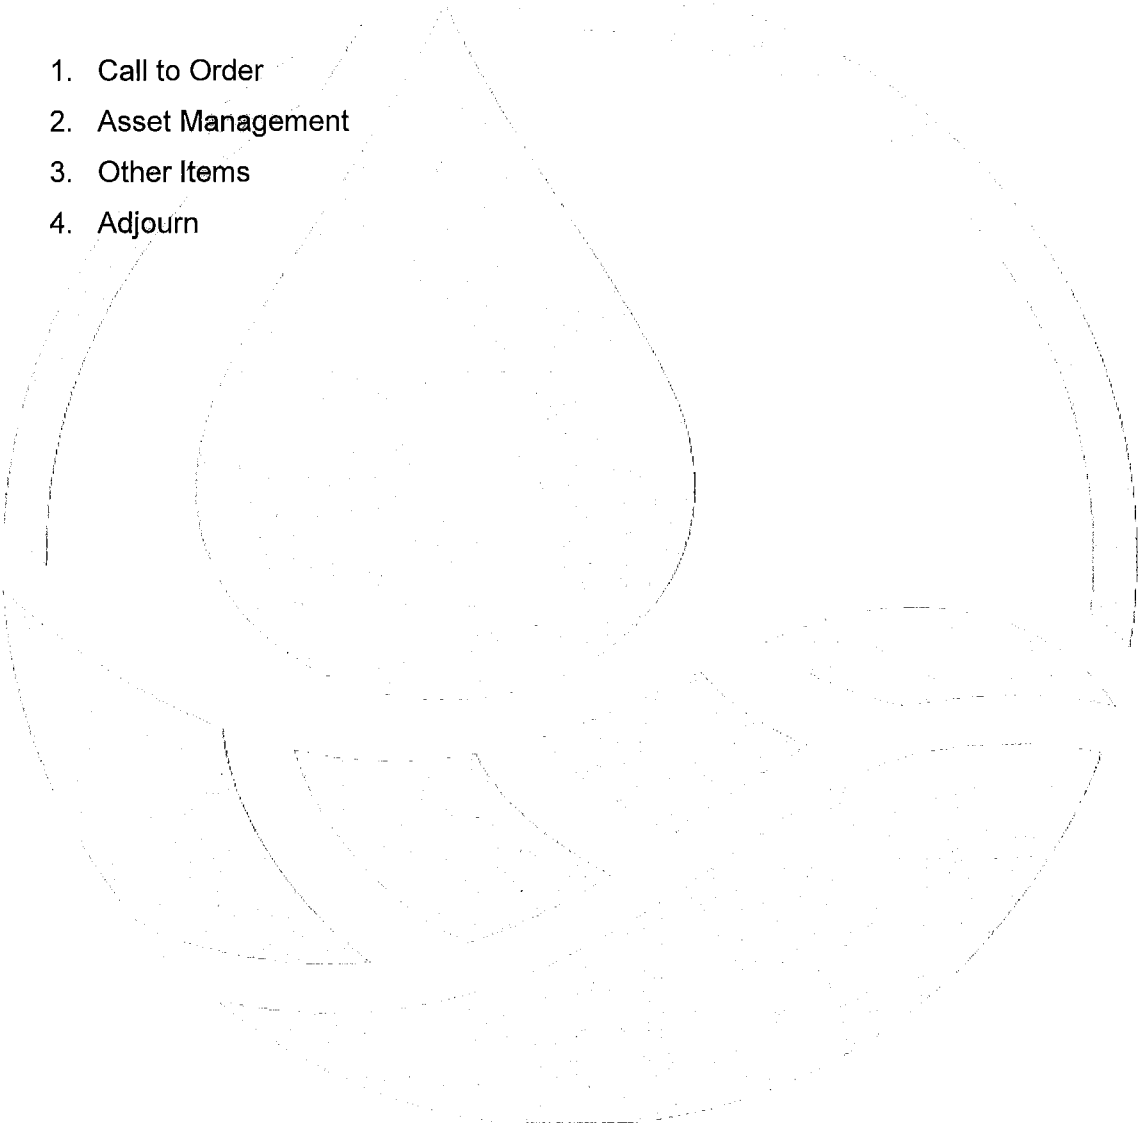 1. Call to Order
2. Asset Management
3. Other Items
4. Adjourn